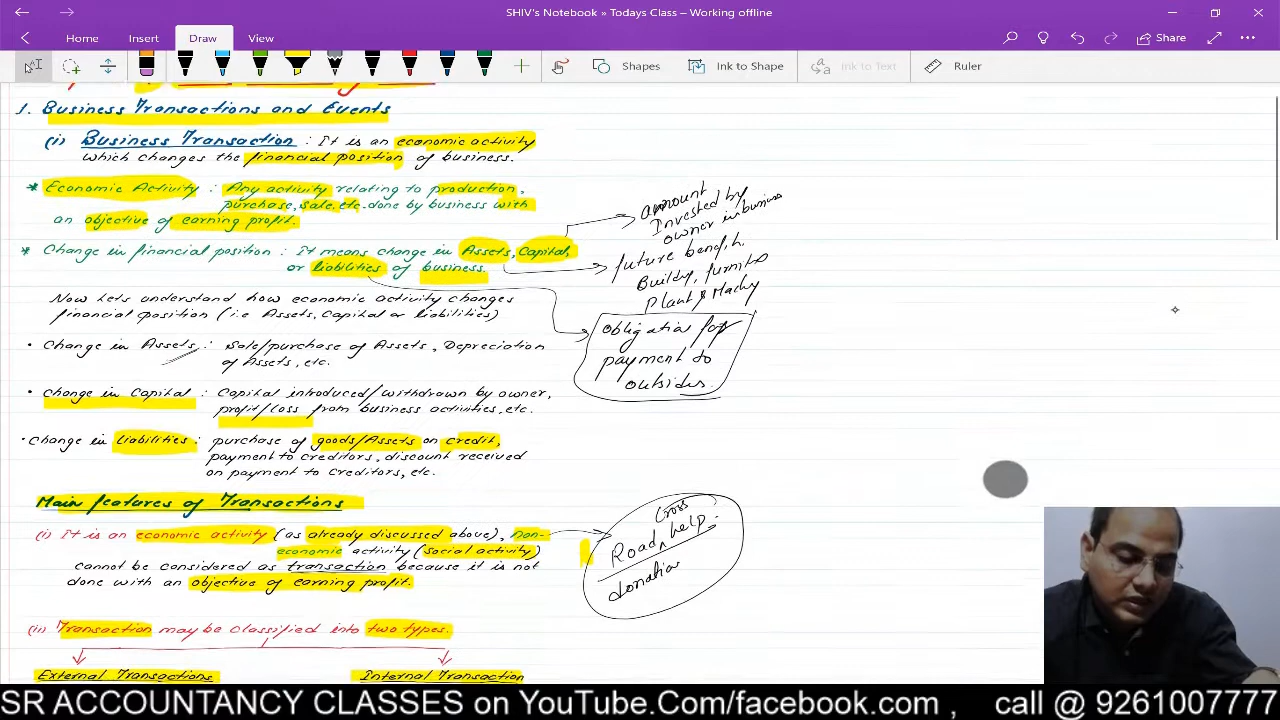 SHIV's Notebook » Todays Class – Working offline
Home Insert Draw View
Share
Shapes Ink to Shape Ink to Text Ruler
1. Business Transactions and Events
(i) Business Transaction : It is an economic activity
which changes the financial position of business.
* Economic Activity : Any activity relating to production,
purchase, sale, etc. done by business with
an objective of earning profit.
* Change in financial position : It means change in Assets, Capital,
or liabilities of business.
amount
Invested by
owner in business
future benefit.
Buildg, furnitre
Plant & Machy
Now Lets understand how economic activity changes
financial position (i.e Assets, Capital or liabilities)
obligation for
payment to
outsiders
• Change in Assets : Sale/purchase of Assets, Depreciation
of Assets, etc.
• Change in Capital : Capital introduced/withdrawn by owner,
profit/loss from business activities, etc.
• Change in liabilities : purchase of goods/Assets on credit,
payment to creditors, discount received
on payment to creditors, etc.
Main features of Transactions
(i) It is an economic activity (as already discussed above), non-
economic activity (social activity)
cannot be considered as transaction because it is not
done with an objective of earning profit.
Cross
Road, help
donation
(ii) Transaction may be classified into two types.
External Transactions Internal Transaction
SR ACCOUNTANCY CLASSES on YouTube.Com/facebook.com , call @ 9261007777